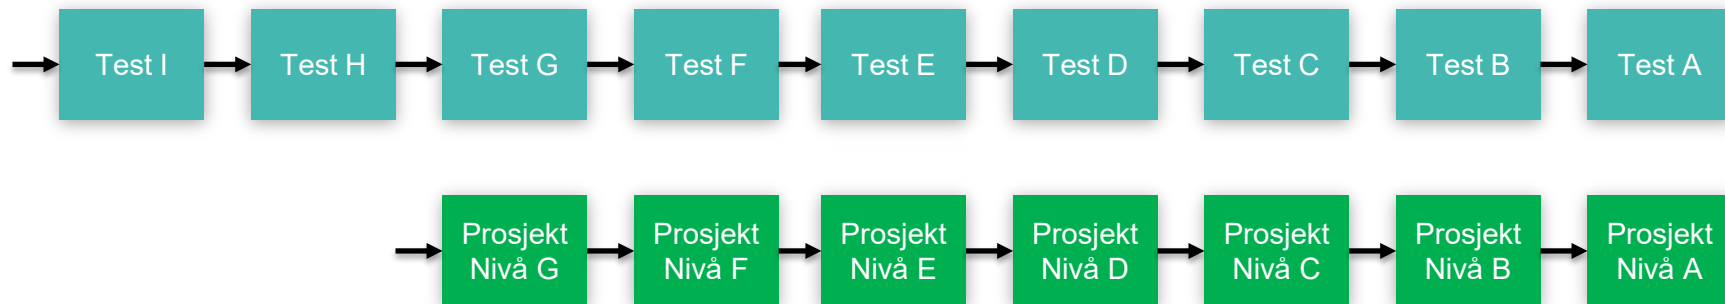 Test I
Test H
Test G
Test F
Test E
Test D
Test C
Test B
Test A
Prosjekt
Nivå G
Prosjekt
Nivå F
Prosjekt
Nivå E
Prosjekt
Nivå D
Prosjekt
Nivå C
Prosjekt
Nivå B
Prosjekt
Nivå A